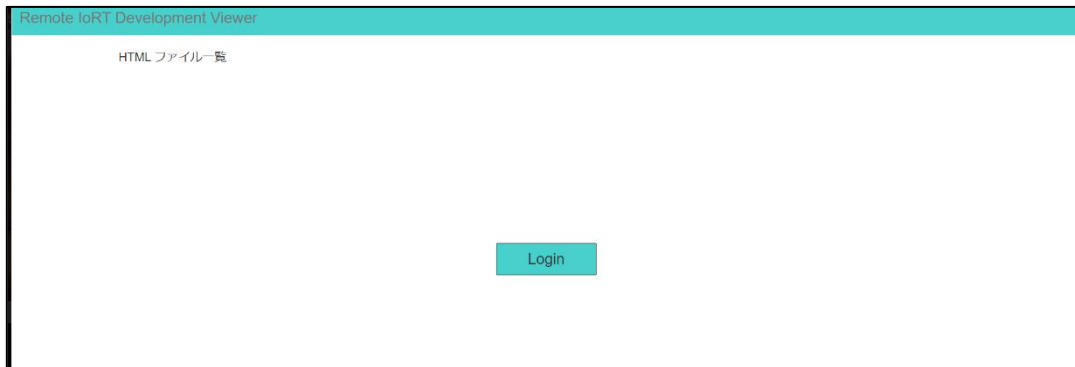 Remote IoRT Development Viewer
HTML ファイル一覧
Login